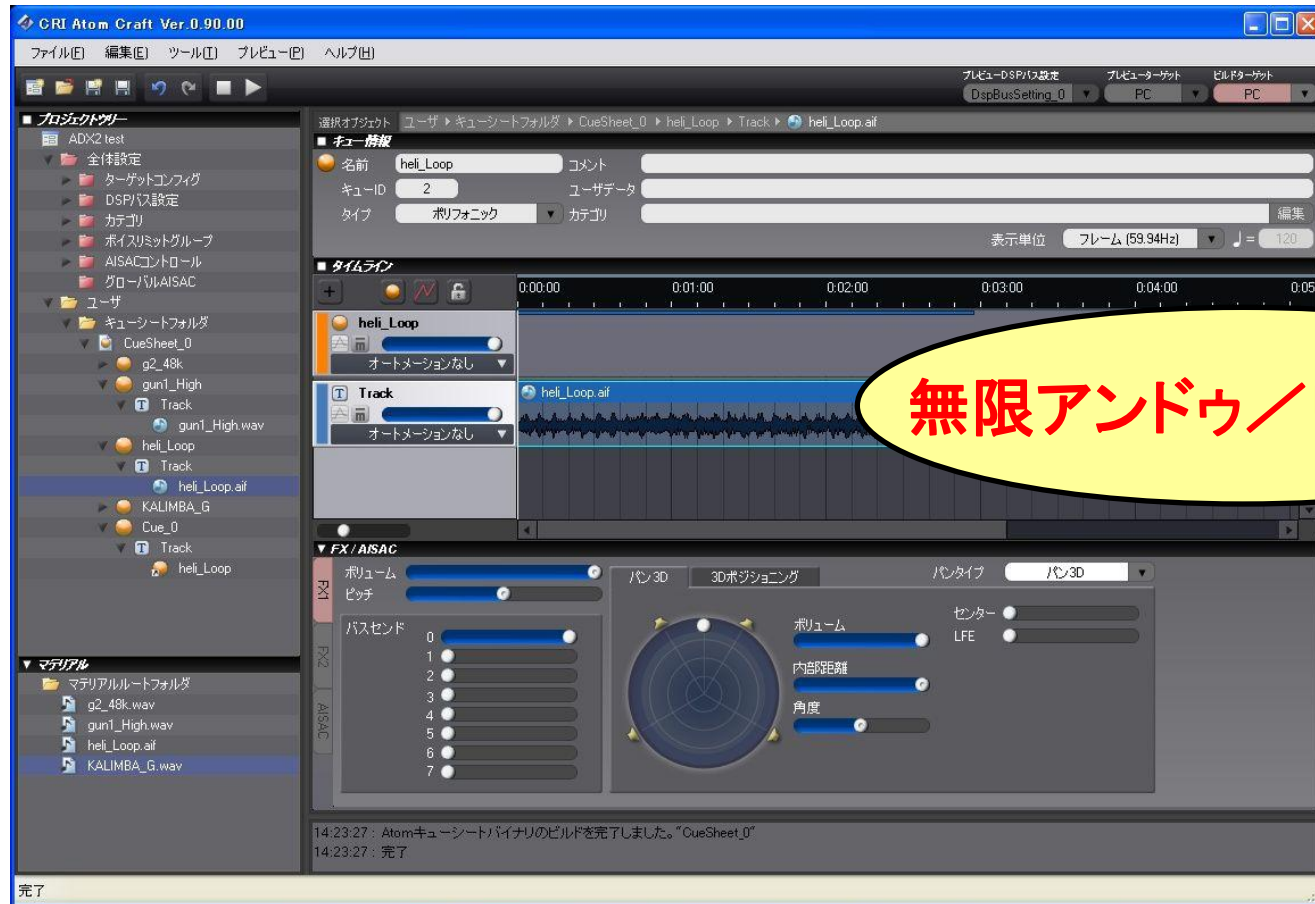 CRI Atom Craft Ver.0.90.00
ファイル(F) 編集(E) ツール(T) プレビュー(P) ヘルプ(H)
プレビューDSPバス設定 プレビューターゲット ビルドターゲット
DspBusSetting_0 PC PC
プロジェクトツリー
ADX2 test
全体設定
ターゲットコンフィグ
DSPバス設定
カテゴリ
ボイスリミットグループ
AISACコントロール
グローバルAISAC
ユーザ
キューシートフォルダ
CueSheet_0
g2_48k
gun1_High
Track
gun1_High.wav
heli_Loop
Track
heli_Loop.aif
KALIMBA_G
Cue_0
Track
heli_Loop
マテリアル
マテリアルルートフォルダ
g2_48k.wav
gun1_High.wav
heli_Loop.aif
KALIMBA_G.wav
選択オブジェクト ユーザ キューシートフォルダ CueSheet_0 heli_Loop Track heli_Loop.aif
キュー情報
名前 heli_Loop コメント
キューID 2 ユーザデータ
タイプ ポリフォニック カテゴリ 編集
表示単位 フレーム (59.94Hz) ♩= 120
タイムライン
0:00:00 0:01:00 0:02:00 0:03:00 0:04:00 0:05
heli_Loop
オートメーションなし
T Track heli_Loop.aif
オートメーションなし
無限アンドゥ／
FX / AISAC
FX1
FX2
AISAC
ボリューム
ピッチ
バスセンド
0
1
2
3
4
5
6
7
パン3D 3Dポジショニング パンタイプ パン3D
ボリューム
内部距離
角度
センター
LFE
14:23:27 : Atomキューシートバイナリのビルドを完了しました。"CueSheet_0"
14:23:27 : 完了
完了